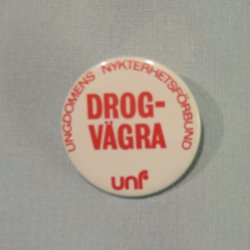 UNGDOMENS NYKTERHETSFÖRBUND
DROG-
VÄGRA
unf